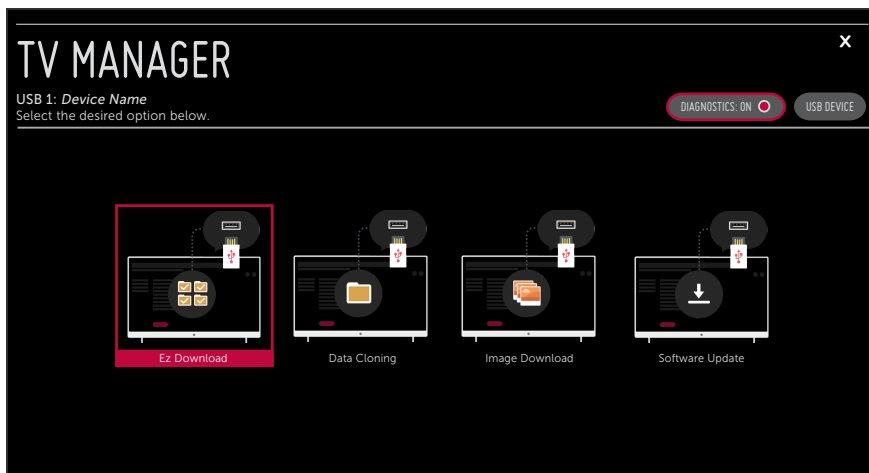 TV MANAGER
X
USB 1: Device Name
Select the desired option below.
DIAGNOSTICS: ON
USB DEVICE
Ez Download
Data Cloning
Image Download
Software Update